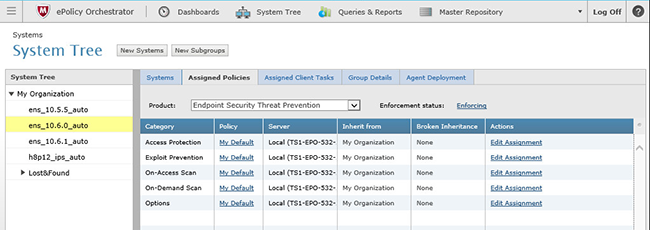 ePolicy Orchestrator Dashboards System Tree Queries & Reports Master Repository Log Off ?
Systems
System Tree New Systems New Subgroups
System Tree Systems Assigned Policies Assigned Client Tasks Group Details Agent Deployment
My Organization
ens_10.5.5_auto Product: Endpoint Security Threat Prevention Enforcement status: Enforcing
ens_10.6.0_auto Category Policy Server Inherit from Broken Inheritance Actions
ens_10.6.1_auto Access Protection My Default Local (TS1-EPO-532- My Organization None Edit Assignment
h8p12_ips_auto Exploit Prevention My Default Local (TS1-EPO-532- My Organization None Edit Assignment
Lost&Found On-Access Scan My Default Local (TS1-EPO-532- My Organization None Edit Assignment
On-Demand Scan My Default Local (TS1-EPO-532- My Organization None Edit Assignment
Options My Default Local (TS1-EPO-532- My Organization None Edit Assignment